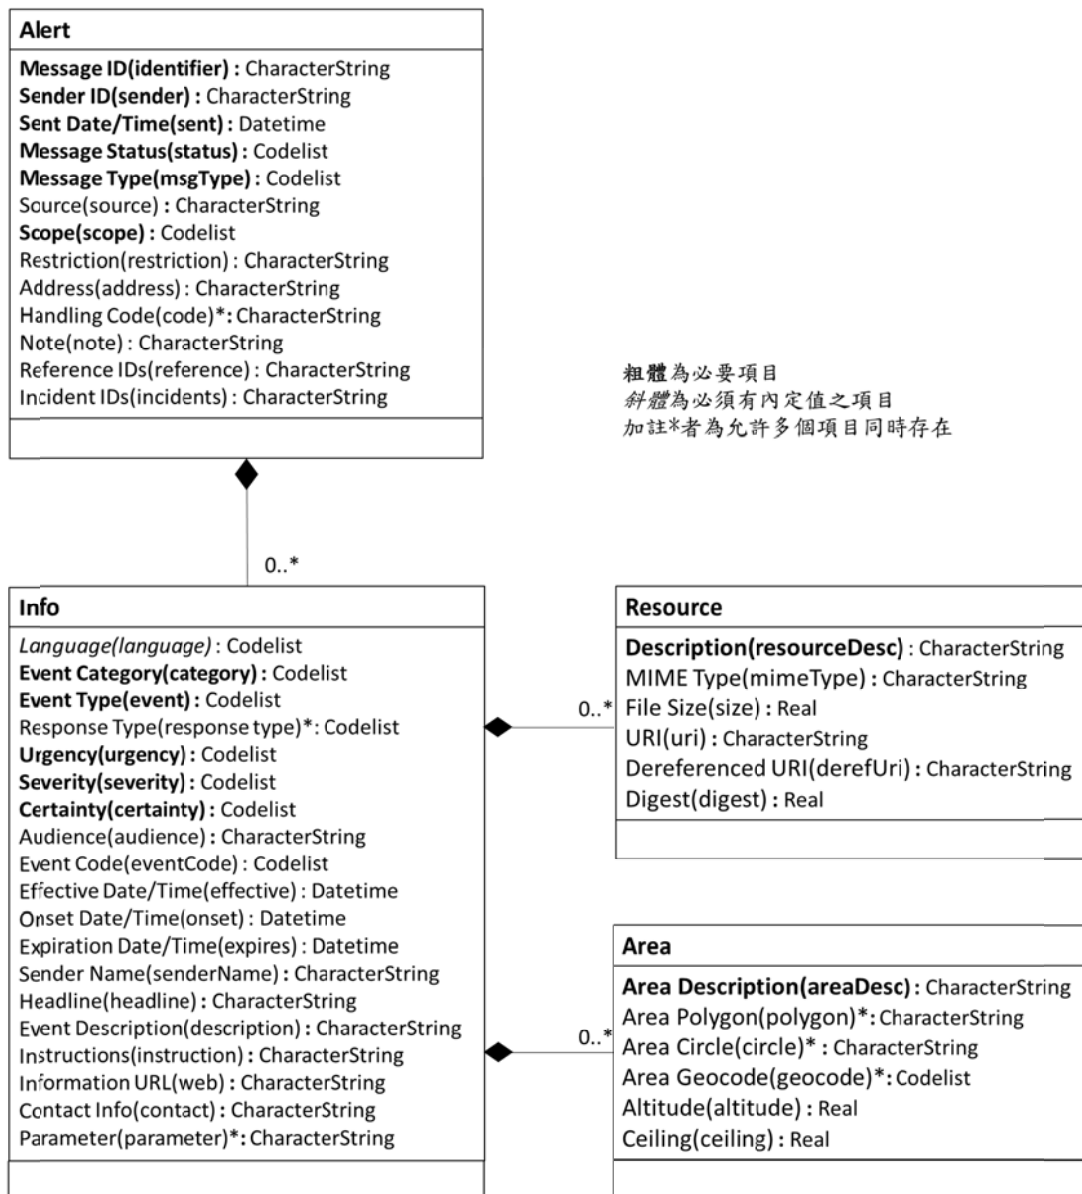 Alert
Message ID(identifier) : CharacterString
Sender ID(sender) : CharacterString
Sent Date/Time(sent) : Datetime
Message Status(status) : Codelist
Message Type(msgType) : Codelist
Source(source) : CharacterString
Scope(scope) : Codelist
Restriction(restriction) : CharacterString
Address(address) : CharacterString
Handling Code(code)* : CharacterString
Note(note) : CharacterString
Reference IDs(reference) : CharacterString
Incident IDs(incidents) : CharacterString
粗體為必要項目
斜體為必須有內定值之項目
加註*者為允許多個項目同時存在
0..*
Info
Language(language) : Codelist
Event Category(category) : Codelist
Event Type(event) : Codelist
Response Type(response type)* : Codelist
Urgency(urgency) : Codelist
Severity(severity) : Codelist
Certainty(certainty) : Codelist
Audience(audience) : CharacterString
Event Code(eventCode) : Codelist
Effective Date/Time(effective) : Datetime
Onset Date/Time(onset) : Datetime
Expiration Date/Time(expires) : Datetime
Sender Name(senderName) : CharacterString
Headline(headline) : CharacterString
Event Description(description) : CharacterString
Instructions(instruction) : CharacterString
Information URL(web) : CharacterString
Contact Info(contact) : CharacterString
Parameter(parameter)* : CharacterString
0..*
Resource
Description(resourceDesc) : CharacterString
MIME Type(mimeType) : CharacterString
File Size(size) : Real
URI(uri) : CharacterString
Dereferenced URI(derefUri) : CharacterString
Digest(digest) : Real
0..*
Area
Area Description(areaDesc) : CharacterString
Area Polygon(polygon)* : CharacterString
Area Circle(circle)* : CharacterString
Area Geocode(geocode)* : Codelist
Altitude(altitude) : Real
Ceiling(ceiling) : Real